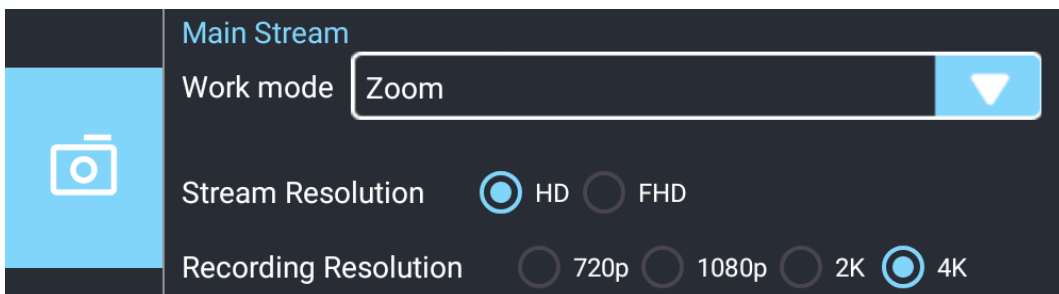 Main Stream
Work mode Zoom
Stream Resolution HD FHD
Recording Resolution 720p 1080p 2K 4K